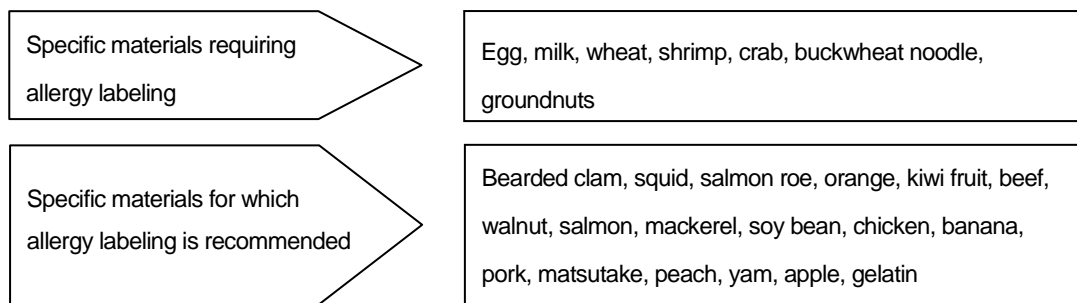 Specific materials requiring
allergy labeling
Egg, milk, wheat, shrimp, crab, buckwheat noodle,
groundnuts
Specific materials for which
allergy labeling is recommended
Bearded clam, squid, salmon roe, orange, kiwi fruit, beef,
walnut, salmon, mackerel, soy bean, chicken, banana,
pork, matsutake, peach, yam, apple, gelatin